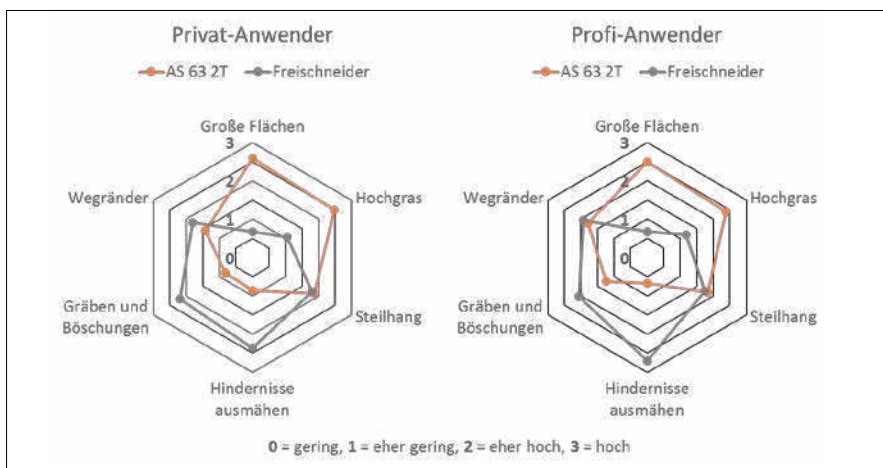 Privat-Anwender
AS 63 2T Freischneider
Große Flächen
3
Wegränder
2
Hochgras
1
0
Gräben und
Böschungen
Steilhang
Hindernisse
ausmähen
Profi-Anwender
AS 63 2T Freischneider
Große Flächen
3
Wegränder
2
Hochgras
1
0
Gräben und
Böschungen
Steilhang
Hindernisse
ausmähen
0 = gering, 1 = eher gering, 2 = eher hoch, 3 = hoch